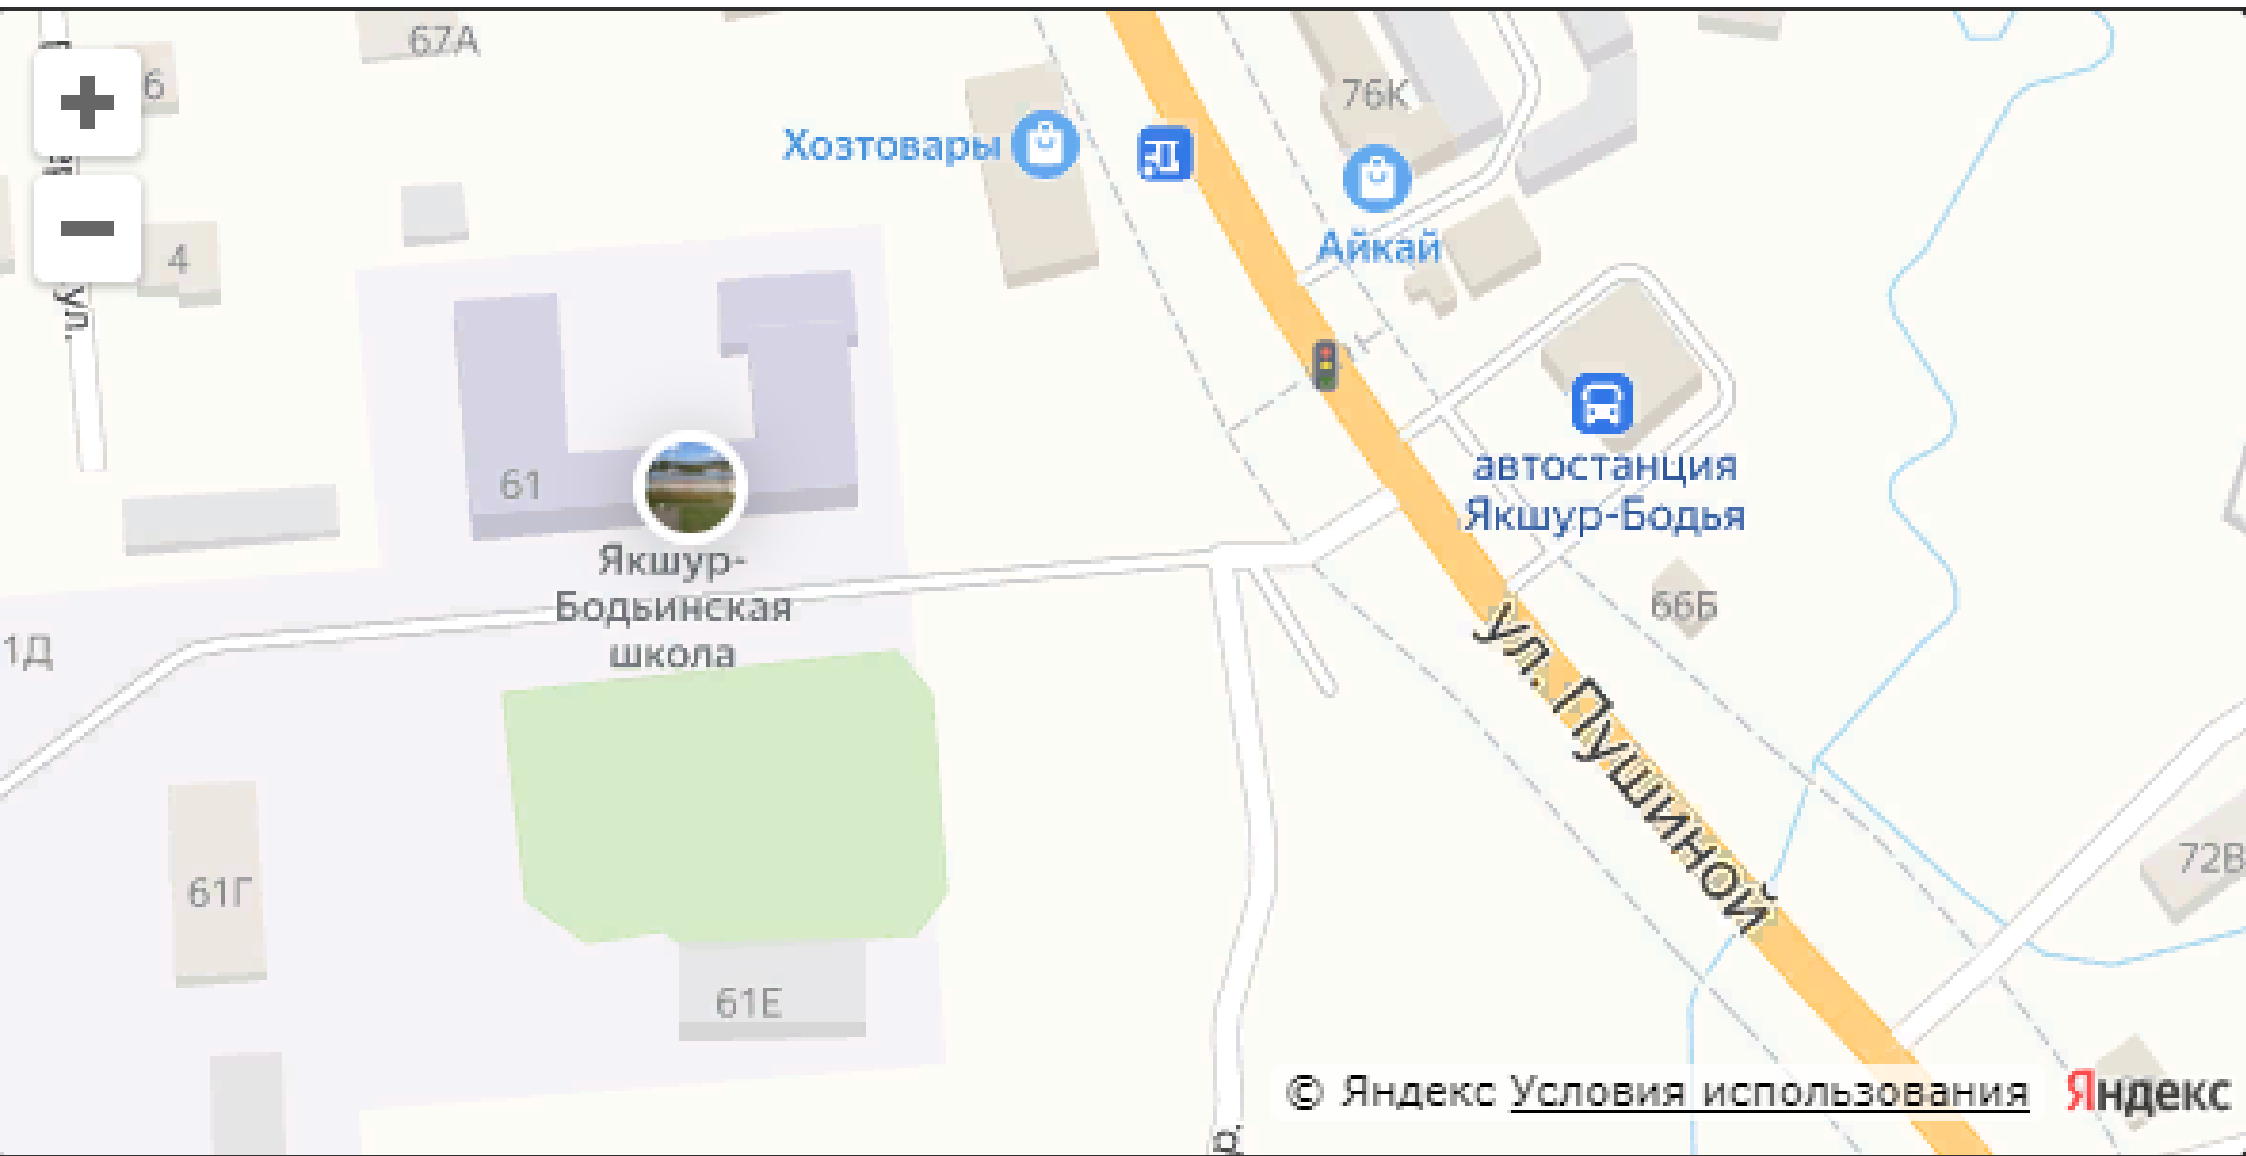 67А
6
76К
Хозтовары
Айкай
4
ул.
61
автостанция
Якшур-Бодья
Якшур-
Бодьинская
школа
1Д
66Б
ул. Пушиной
72В
61Г
61Е
© Яндекс Условия использования
Яндекс